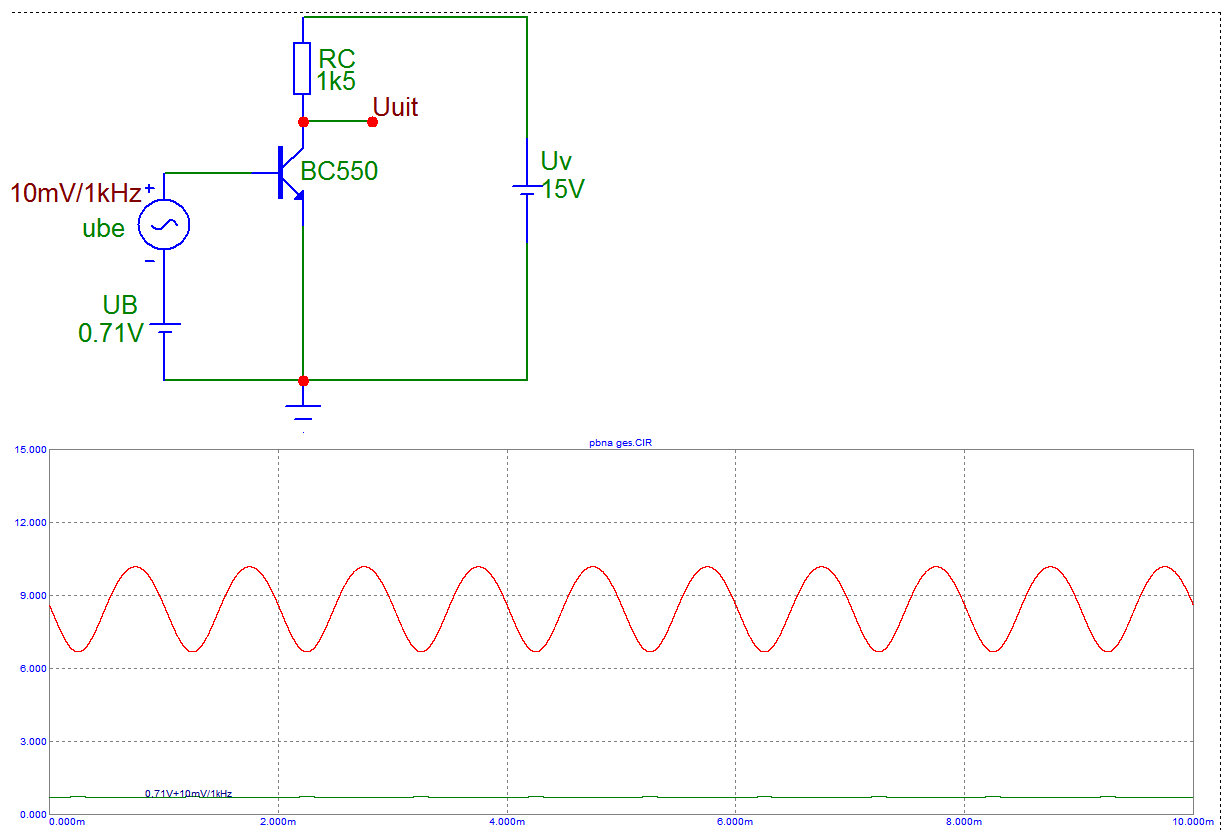 RC
1k5
Uuit
BC550
Uv
15V
10mV/1kHz
+
ube
−
UB
0.71V
pbna ges.CIR
15.000
12.000
9.000
6.000
3.000
0.71V+10mV/1kHz
0.000
0.000m 2.000m 4.000m 6.000m 8.000m 10.000m